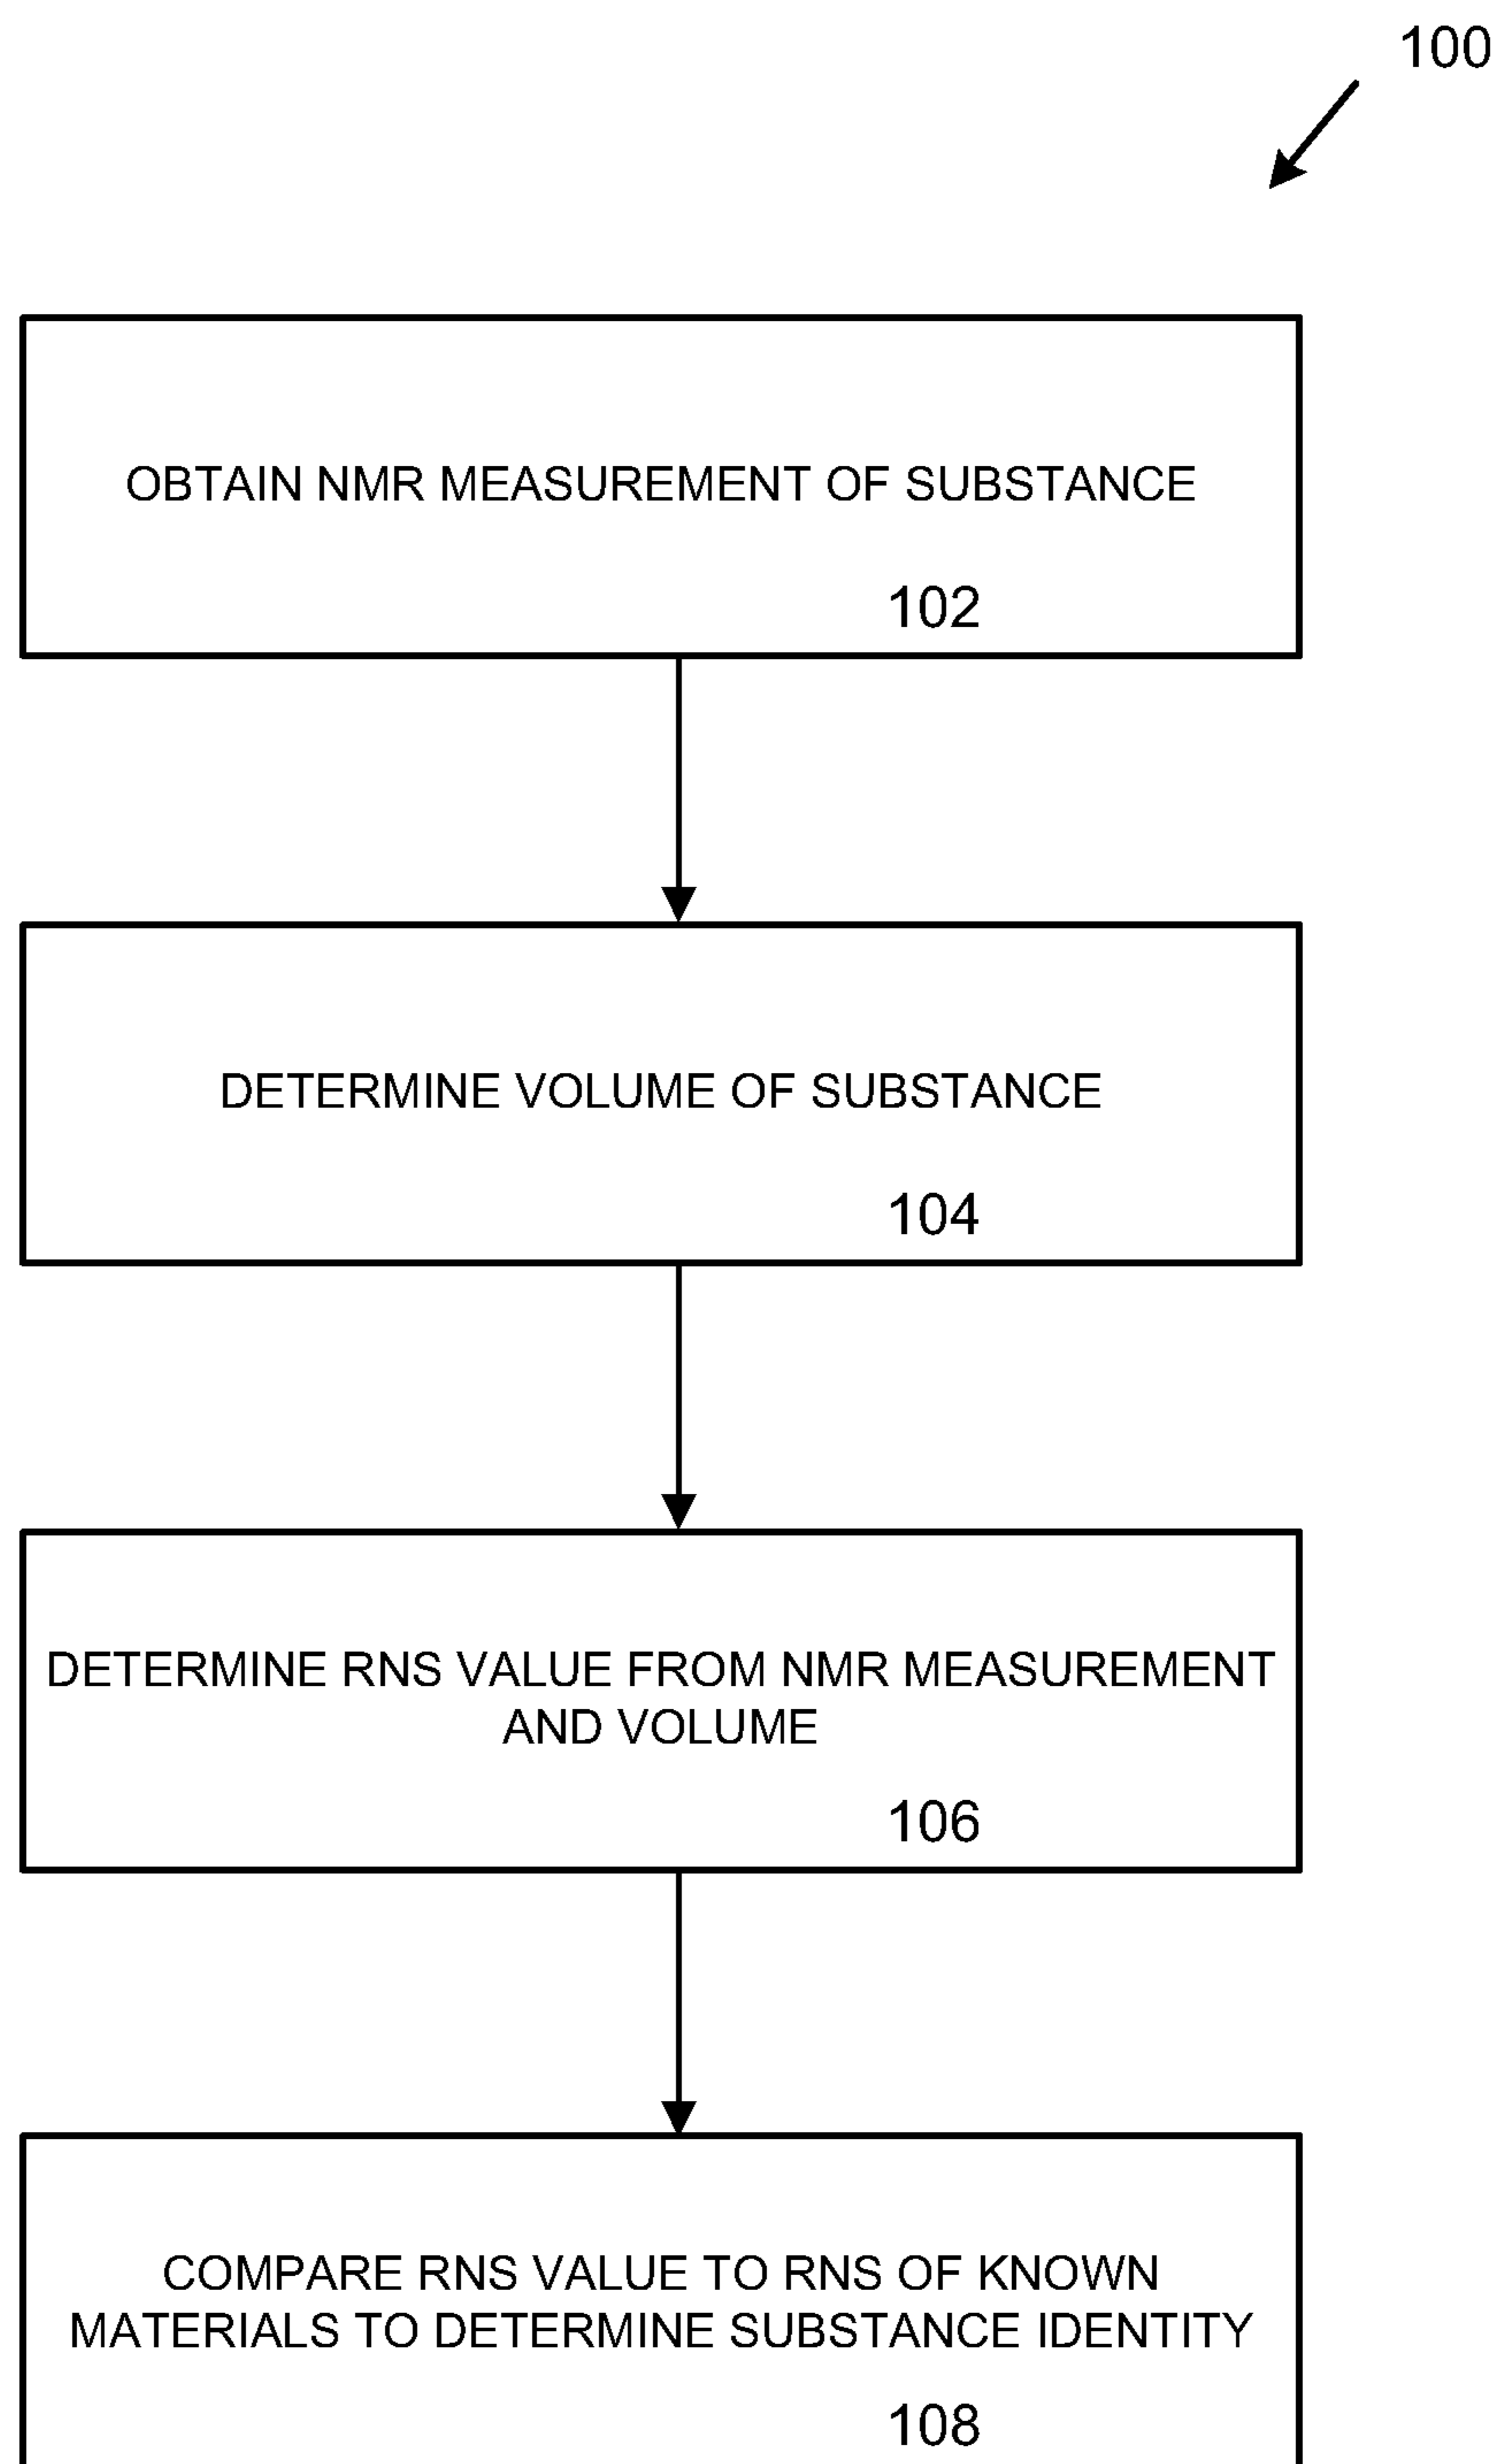 100
OBTAIN NMR MEASUREMENT OF SUBSTANCE
102
DETERMINE VOLUME OF SUBSTANCE
104
DETERMINE RNS VALUE FROM NMR MEASUREMENT
AND VOLUME
106
COMPARE RNS VALUE TO RNS OF KNOWN
MATERIALS TO DETERMINE SUBSTANCE IDENTITY
108